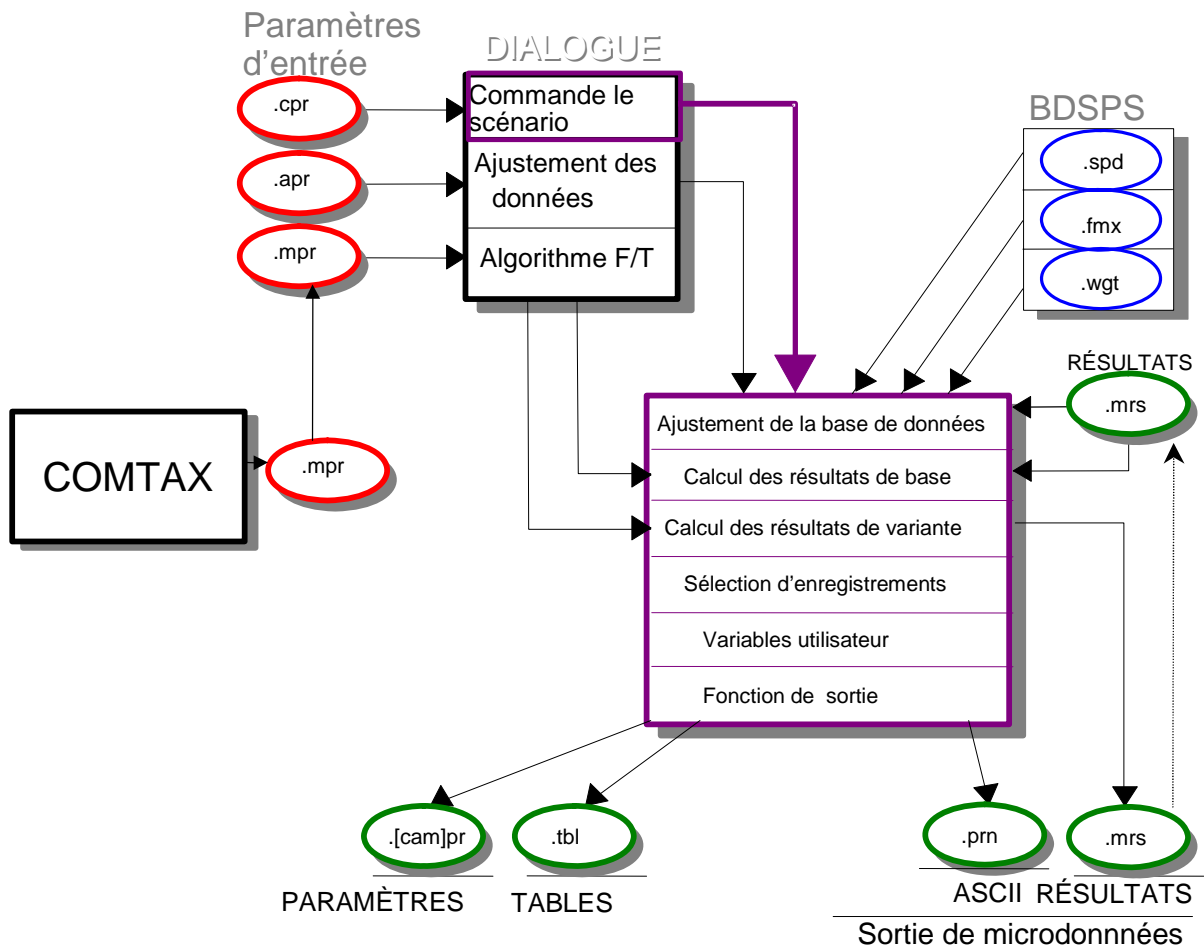 Paramètres
d'entrée
DIALOGUE
BDSPS
.cpr
.apr
.mpr
Commande le
scénario
Ajustement des
données
Algorithme F/T
.spd
.fmx
.wgt
RÉSULTATS
.mrs
COMTAX
.mpr
Ajustement de la base de données
Calcul des résultats de base
Calcul des résultats de variante
Sélection d'enregistrements
Variables utilisateur
Fonction de sortie
.[cam]pr
.tbl
.prn
.mrs
PARAMÈTRES
TABLES
ASCII
RÉSULTATS
Sortie de microdonnnées